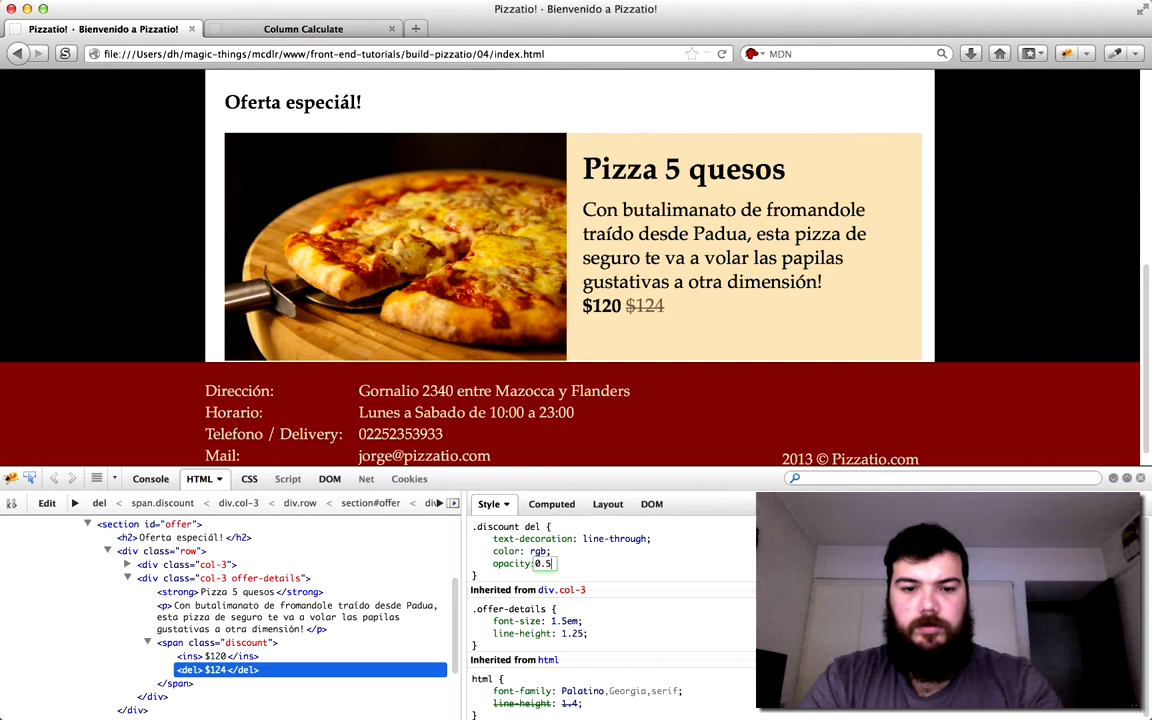 Pizzatio! · Bienvenido a Pizzatio!
Pizzatio! · Bienvenido a Pizzatio!
Column Calculate
file:///Users/dh/magic-things/mcdlr/www/front-end-tutorials/build-pizzatio/04/index.html
MDN
Oferta especiál!
Pizza 5 quesos
Con butalimanato de fromandole
traído desde Padua, esta pizza de
seguro te va a volar las papilas
gustativas a otra dimensión!
$120 $124
Dirección: Gornalio 2340 entre Mazocca y Flanders
Horario: Lunes a Sabado de 10:00 a 23:00
Telefono / Delivery: 02252353933
Mail: jorge@pizzatio.com
2013 © Pizzatio.com
Console HTML CSS Script DOM Net Cookies
Edit del < span.discount < div.col-3 < div.row < section#offer < div
<section id="offer">
<h2>Oferta especiál!</h2>
<div class="row">
<div class="col-3">
<div class="col-3 offer-details">
<strong>Pizza 5 quesos</strong>
<p>Con butalimanato de fromandole traído desde Padua,
esta pizza de seguro te va a volar las papilas
gustativas a otra dimensión!</p>
<span class="discount">
<ins>$120</ins>
<del>$124</del>
</span>
</div>
</div>
Style Computed Layout DOM
.discount del {
text-decoration: line-through;
color: rgb;
opacity:0.5
}
Inherited from div.col-3
.offer-details {
font-size: 1.5em;
line-height: 1.25;
}
Inherited from html
html {
font-family: Palatino,Georgia,serif;
line-height: 1.4;
}